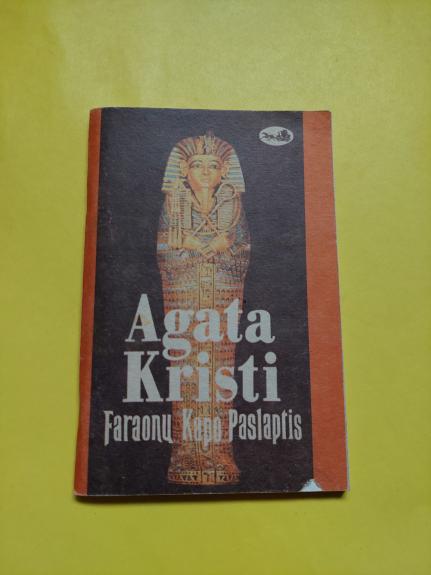 Agata
Kristi
Faraonų Kapo Paslaptis